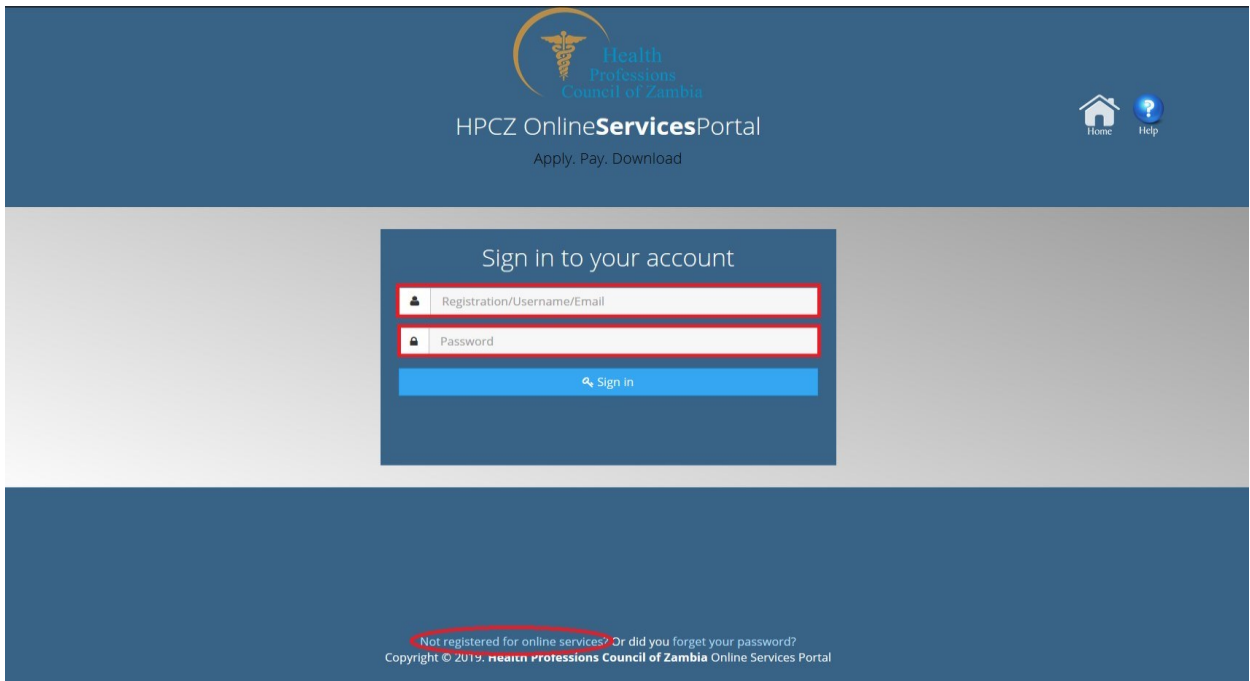 Health
Professions
Council of Zambia
HPCZ OnlineServicesPortal
Home Help
Apply. Pay. Download
Sign in to your account
Registration/Username/Email
Password
Sign in
Not registered for online services? Or did you forget your password?
Copyright © 2019. Health Professions Council of Zambia Online Services Portal